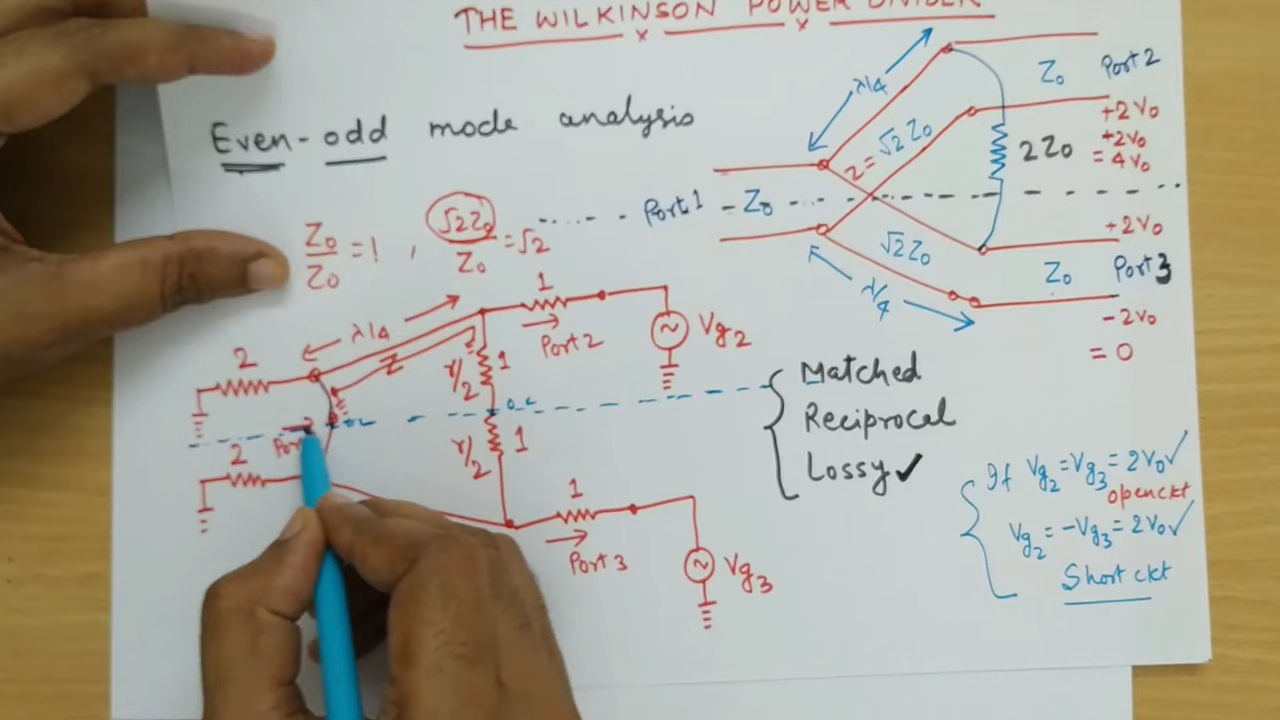 THE WILKINSON POWER DIVIDER
Even-odd mode analysis
Z₀/Z₀ = 1 , √2Z₀/Z₀ = √2
Port 1
Z₀
λ/4
Z = √2 Z₀
√2 Z₀
λ/4
2Z₀
Z₀ Port 2
+2V₀
+2V₀
= 4V₀
+2V₀
Z₀ Port 3
-2V₀
= 0
2
λ/4
Z
1
Port 2
Vg₂
r/2 1
o.c
r/2 1
2
1
Port 3
Vg₃
Matched
Reciprocal
Lossy ✓
If Vg₂ = Vg₃ = 2V₀ ✓
open ckt
Vg₂ = -Vg₃ = 2V₀ ✓
Short ckt